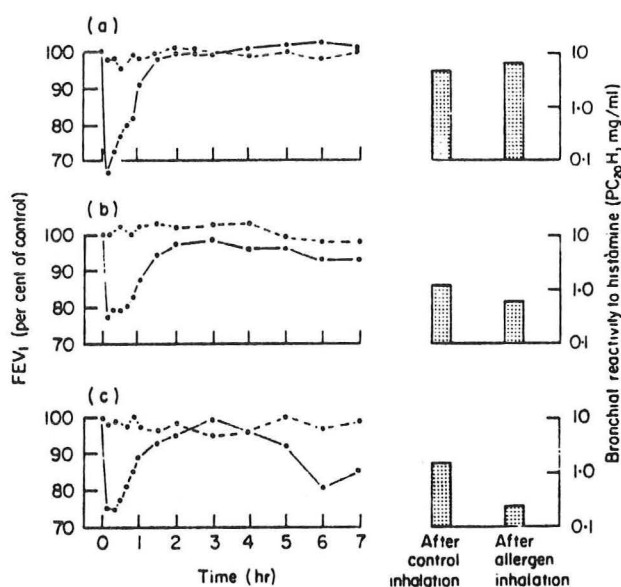 (a)
100
90
80
70
10
1·0
0·1
(b)
100
90
80
70
10
1·0
0·1
(c)
100
90
80
70
10
1·0
0·1
0 1 2 3 4 5 6 7
Time (hr)
FEV1 (per cent of control)
After
control
inhalation
After
allergen
inhalation
Bronchial reactivity to histamine (PC20H, mg/ml)